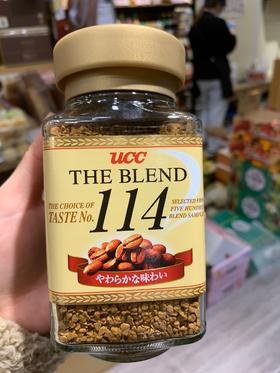 UCC
THE BLEND
THE CHOICE OF
TASTE No.
114
SELECTED FROM
FIVE HUNDRED
BLEND SAMPLES
やわらかな味わい